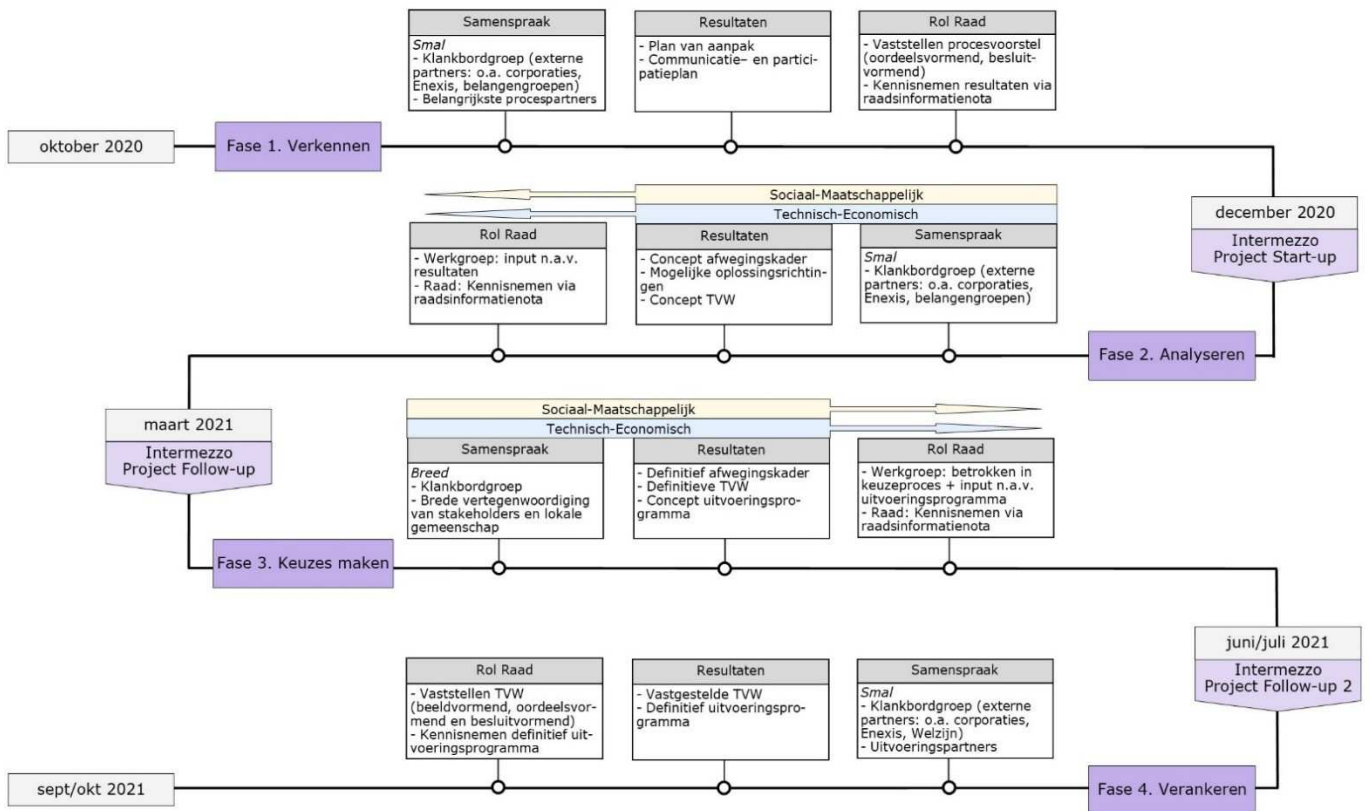 Samenspraak
Smal
- Klankbordgroep (externe
partners: o.a. corporaties,
Enexis, belangengroepen)
- Belangrijkste procespartners
Resultaten
- Plan van aanpak
- Communicatie– en partici-
patieplan
Rol Raad
- Vaststellen procesvoorstel
(oordeelsvormend, besluit-
vormend)
- Kennisnemen resultaten via
raadsinformatienota
oktober 2020
Fase 1. Verkennen
Sociaal-Maatschappelijk
Technisch-Economisch
december 2020
Intermezzo
Project Start-up
Rol Raad
- Werkgroep: input n.a.v.
resultaten
- Raad: Kennisnemen via
raadsinformatienota
Resultaten
- Concept afwegingskader
- Mogelijke oplossingsrichtin-
gen
- Concept TVW
Samenspraak
Smal
- Klankbordgroep (externe
partners: o.a. corporaties,
Enexis, belangengroepen)
Fase 2. Analyseren
maart 2021
Intermezzo
Project Follow-up
Sociaal-Maatschappelijk
Technisch-Economisch
Samenspraak
Breed
- Klankbordgroep
- Brede vertegenwoordiging
van stakeholders en lokale
gemeenschap
Resultaten
- Definitief afwegingskader
- Definitieve TVW
- Concept uitvoeringspro-
gramma
Rol Raad
- Werkgroep: betrokken in
keuzeproces + input n.a.v.
uitvoeringsprogramma
- Raad: Kennisnemen via
raadsinformatienota
Fase 3. Keuzes maken
juni/juli 2021
Intermezzo
Project Follow-up 2
Rol Raad
- Vaststellen TVW
(beeldvormend, oordeelsvor-
mend en besluitvormend)
- Kennisnemen definitief uit-
voeringsprogramma
Resultaten
- Vastgestelde TVW
- Definitief uitvoeringspro-
gramma
Samenspraak
Smal
- Klankbordgroep (externe
partners: o.a. corporaties,
Enexis, Welzijn)
- Uitvoeringspartners
sept/okt 2021
Fase 4. Verankeren